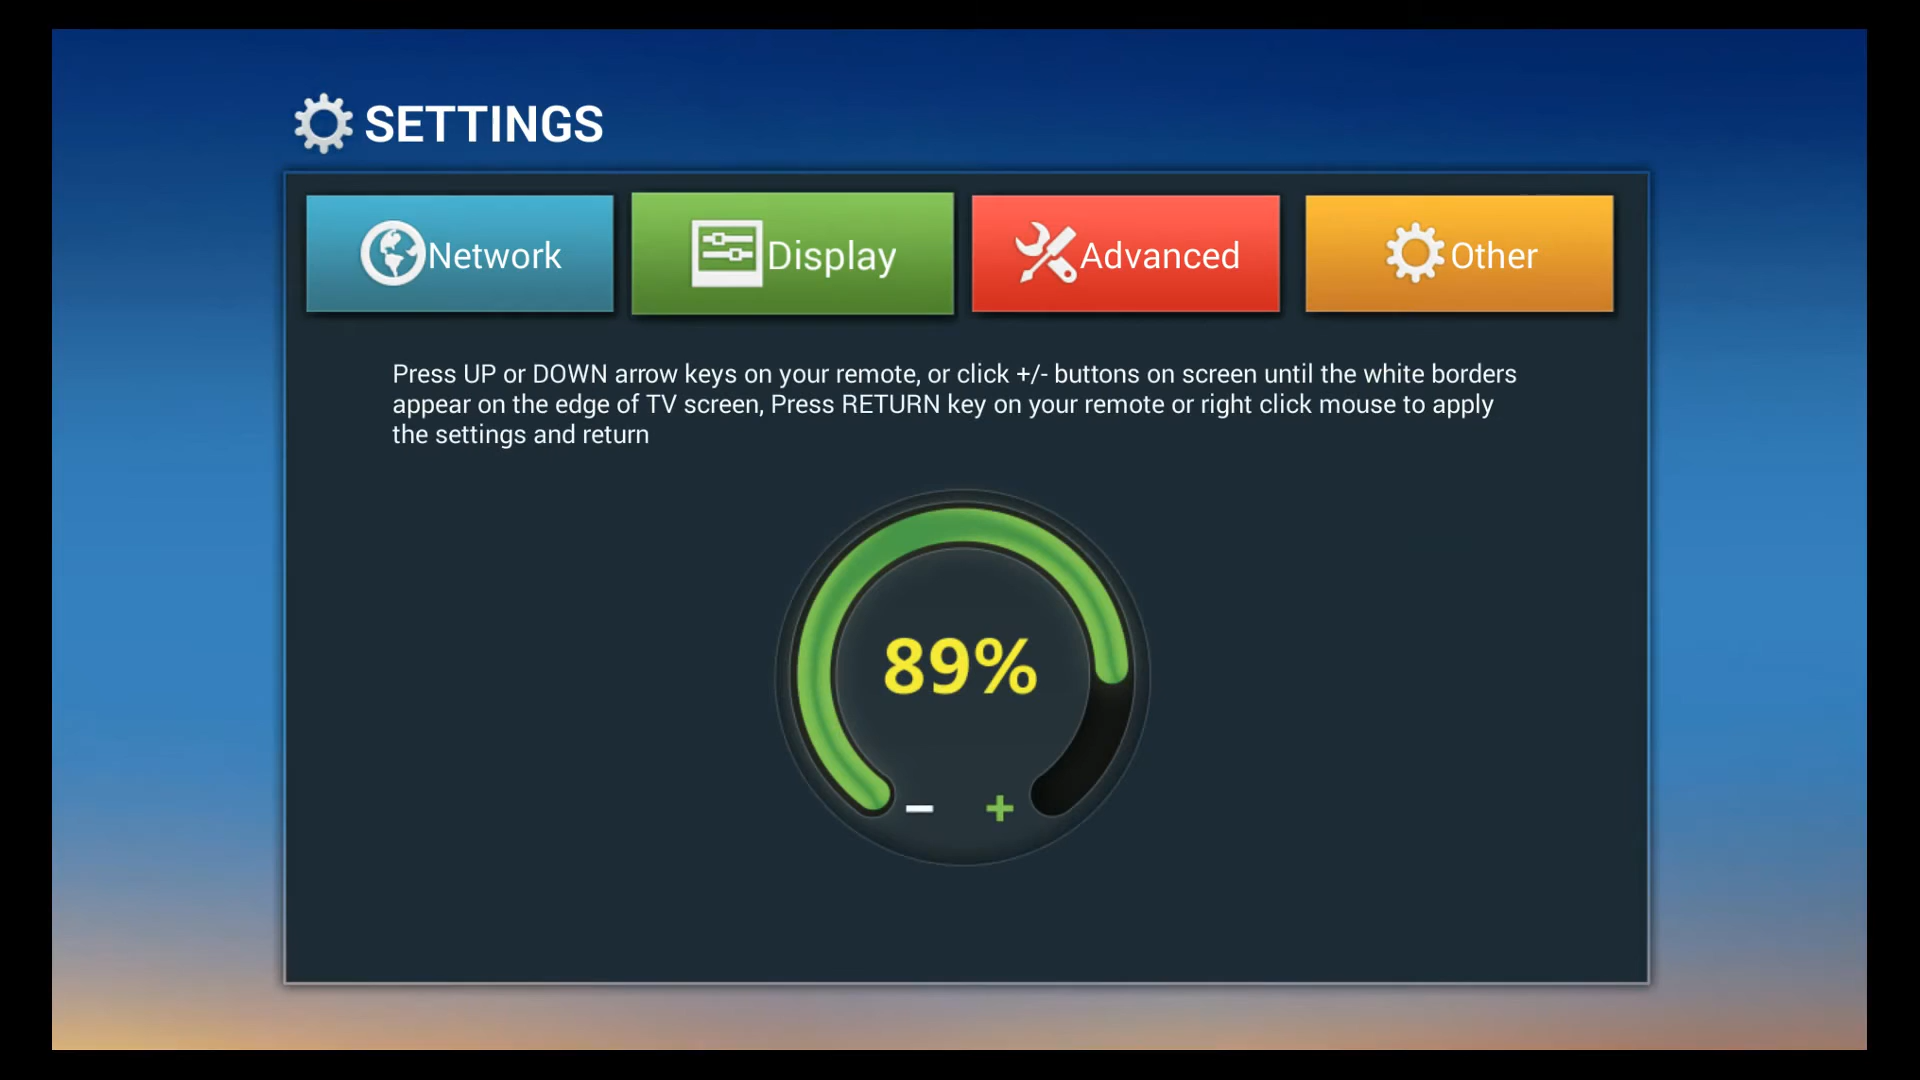 SETTINGS
Network
Display
Advanced
Other
Press UP or DOWN arrow keys on your remote, or click +/- buttons on screen until the white borders
appear on the edge of TV screen, Press RETURN key on your remote or right click mouse to apply
the settings and return
89%
- +